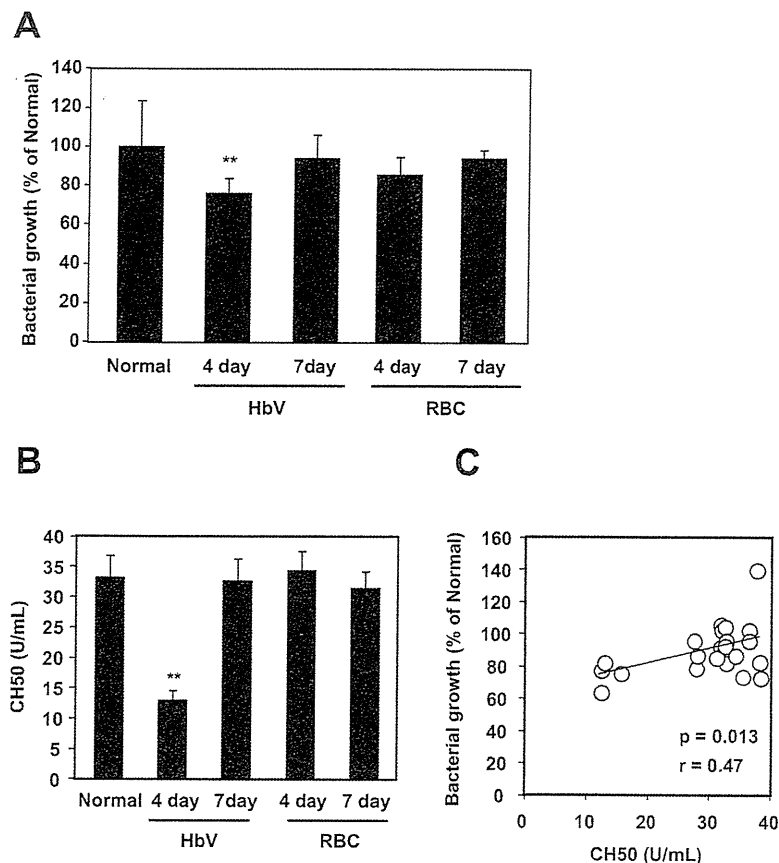 A
Bacterial growth (% of Normal)
140
120
100
80
60
40
20
0
**
Normal 4 day 7day 4 day 7 day
HbV RBC
B
CH50 (U/mL)
40
35
30
25
20
15
10
5
0
**
Normal 4 day 7day 4 day 7 day
HbV RBC
C
Bacterial growth (% of Normal)
160
140
120
100
80
60
40
20
0
p = 0.013
r = 0.47
0 10 20 30 40
CH50 (U/mL)